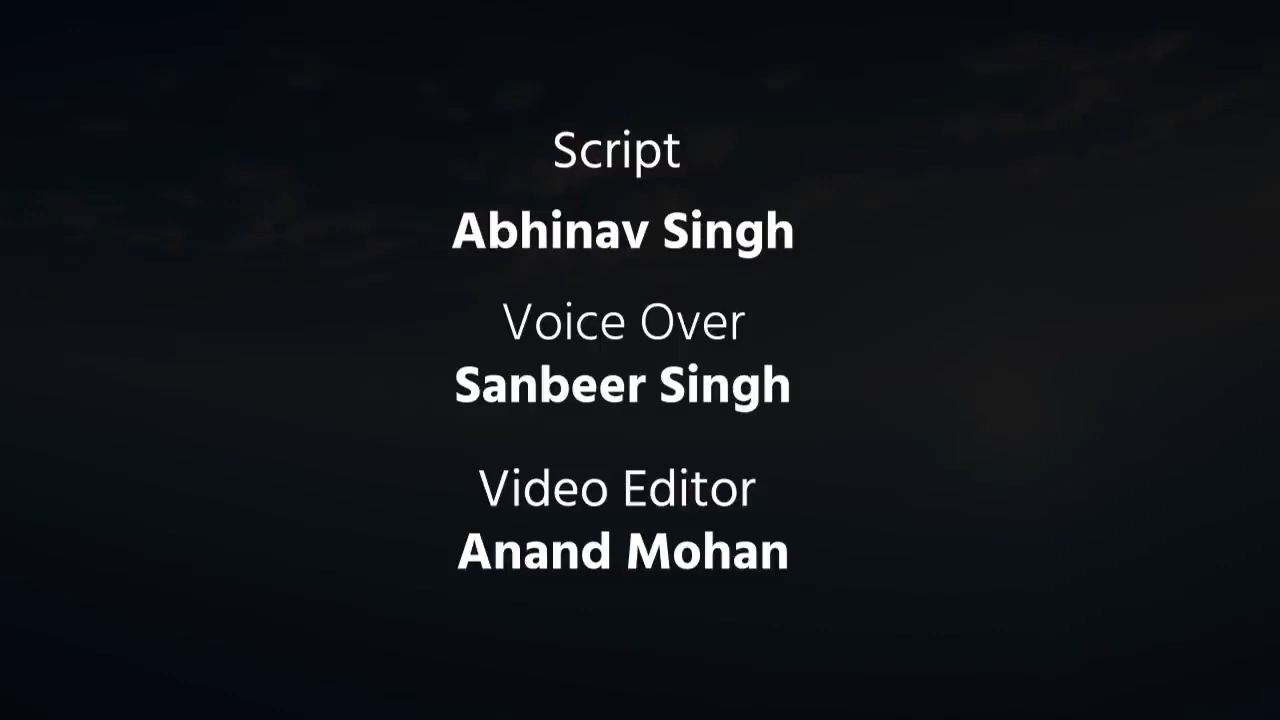 Script
Abhinav Singh
Voice Over
Sanbeer Singh
Video Editor
Anand Mohan